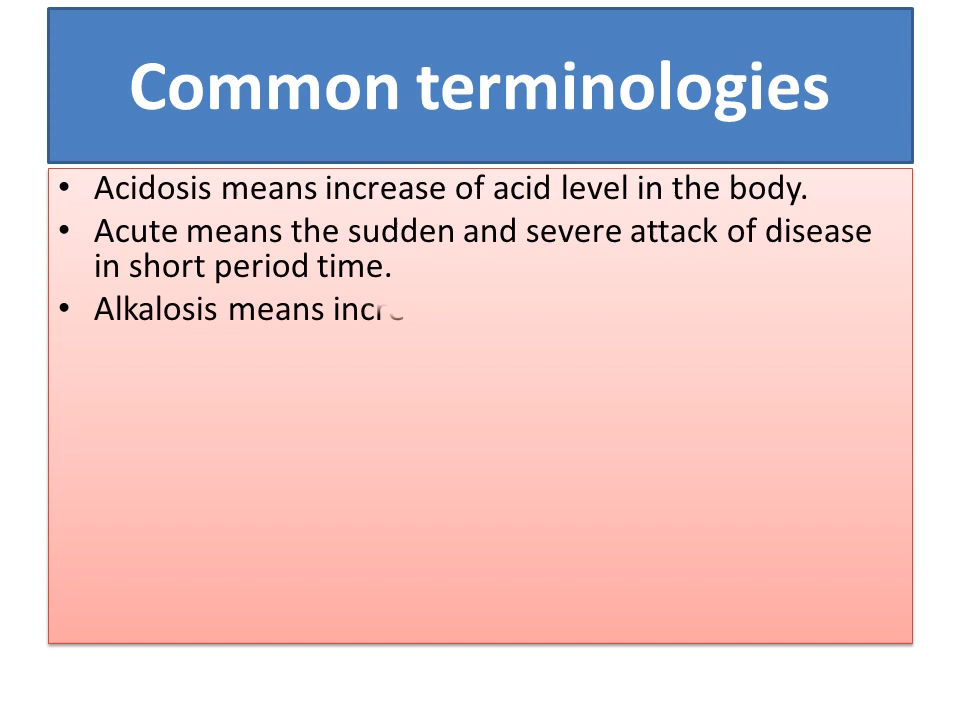 Common terminologies
• Acidosis means increase of acid level in the body.
• Acute means the sudden and severe attack of disease
in short period time.
• Alkalosis means